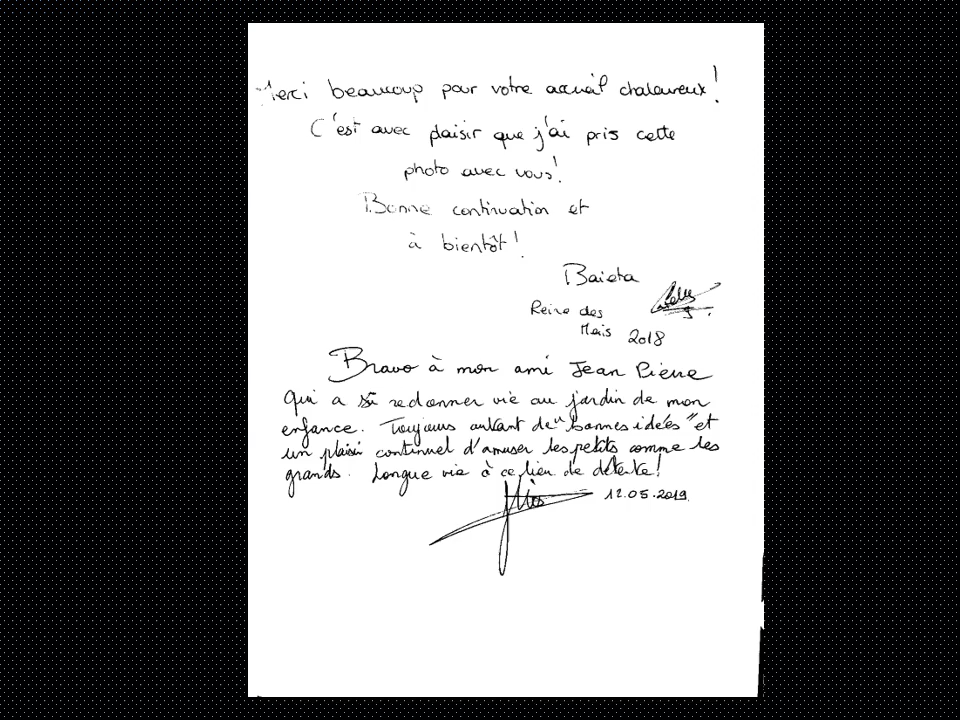 Merci beaucoup pour votre accueil chaleureux !
C'est avec plaisir que j'ai pris cette
photo avec vous !
Bonne continuation et
à bientôt !
Baieta
Reine des
Mais 2018
Bravo à mon ami Jean Pierre
qui a su redonner vie au jardin de mon
enfance. Toujours autant de "bonnes idées" et
un plaisir continuel d'amuser les petits comme les
grands. Longue vie à ce lieu de détente !
12.05.2019